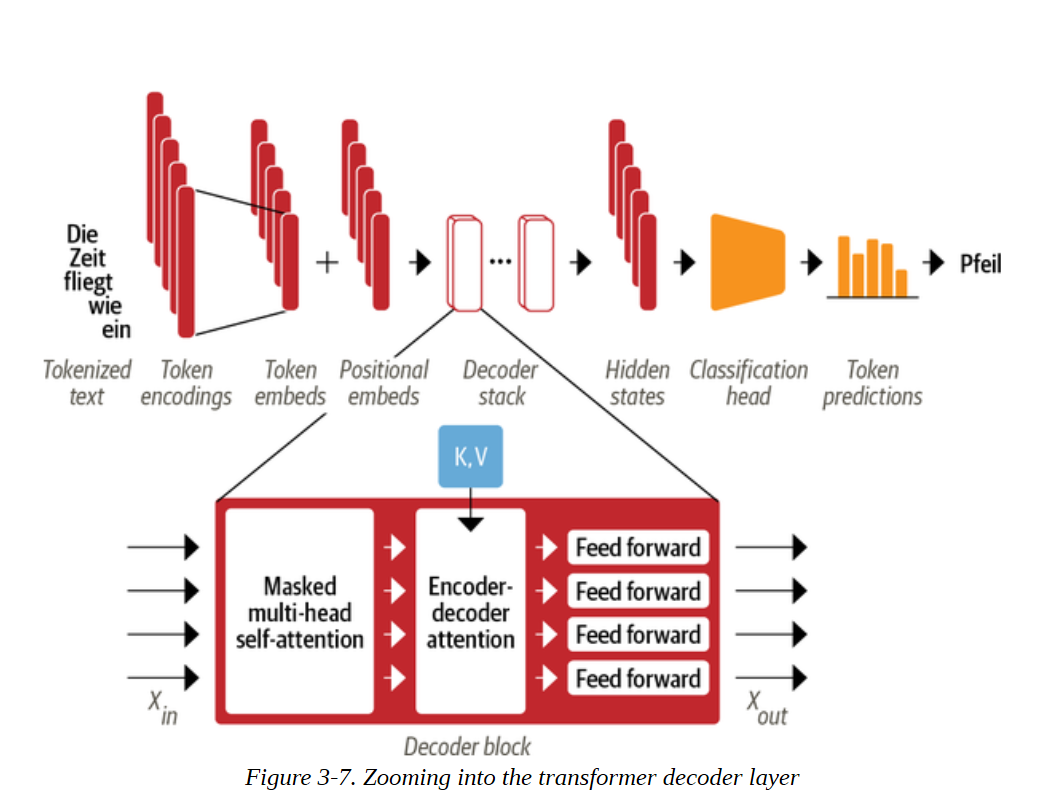 Die
Zeit
fliegt
wie
ein
+
...
Pfeil
Tokenized
text
Token
encodings
Token
embeds
Positional
embeds
Decoder
stack
Hidden
states
Classification
head
Token
predictions
K,V
Masked
multi-head
self-attention
Encoder-
decoder
attention
Feed forward
Feed forward
Feed forward
Feed forward
X in
X out
Decoder block
Figure 3-7. Zooming into the transformer decoder layer